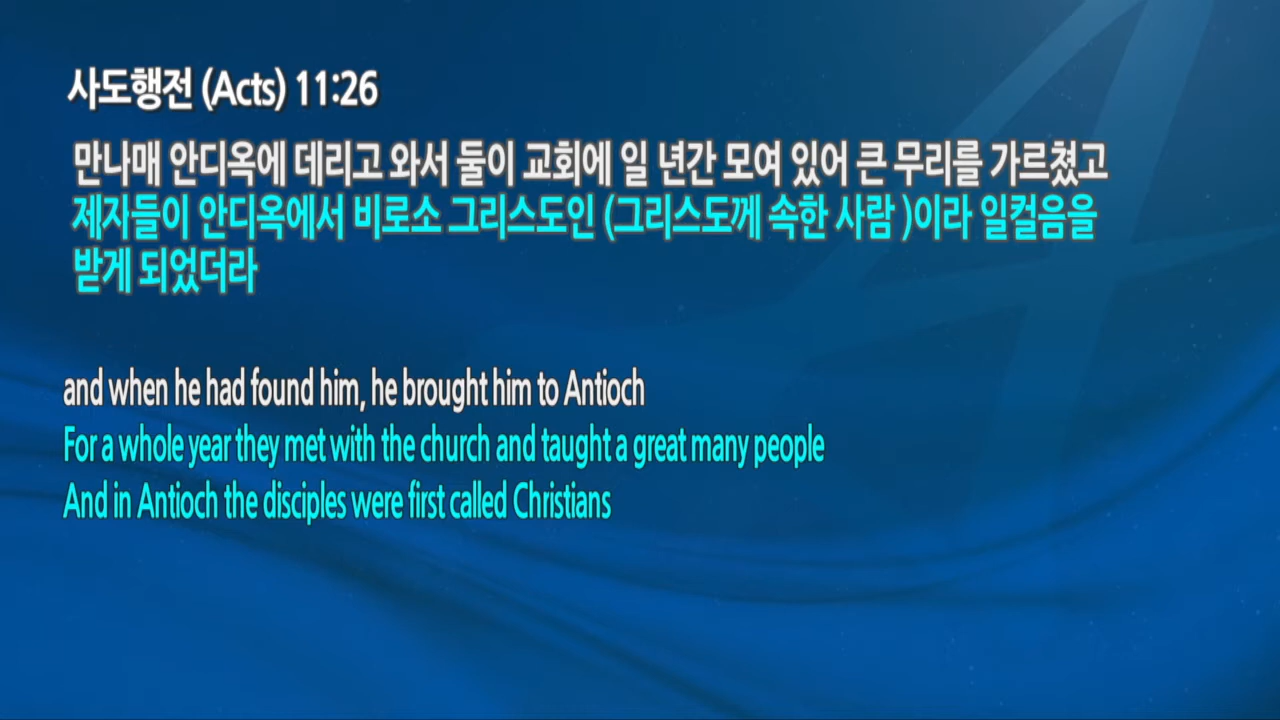 사도행전 (Acts) 11:26
만나매 안디옥에 데리고 와서 둘이 교회에 일 년간 모여 있어 큰 무리를 가르쳤고
제자들이 안디옥에서 비로소 그리스도인 (그리스도께 속한 사람 )이라 일컬음을
받게 되었더라
and when he had found him, he brought him to Antioch
For a whole year they met with the church and taught a great many people
And in Antioch the disciples were first called Christians